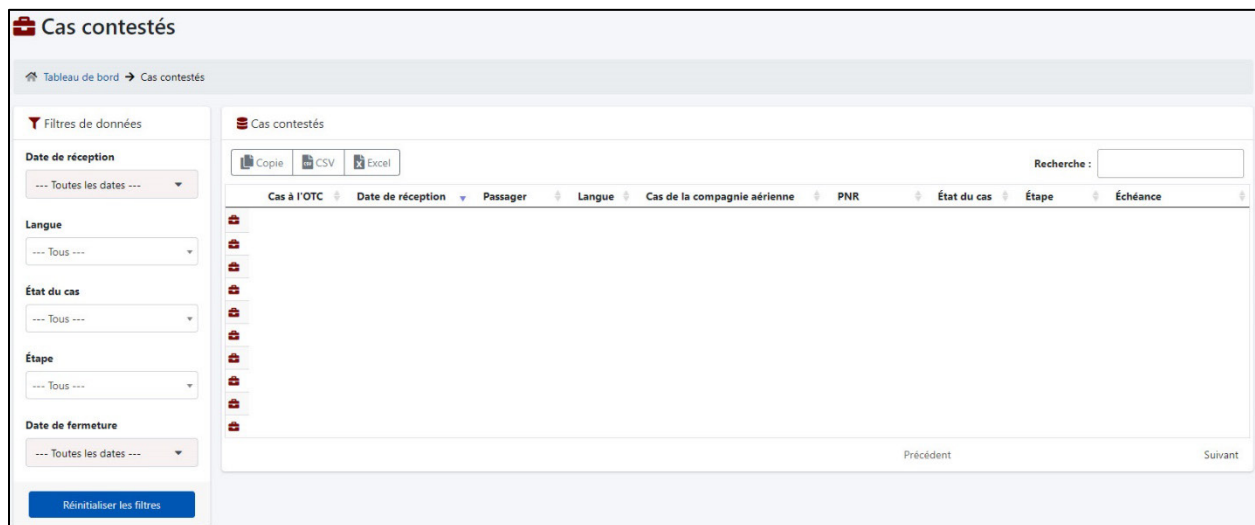 Cas contestés
Tableau de bord → Cas contestés
Filtres de données
Date de réception
--- Toutes les dates ---
Langue
--- Tous ---
État du cas
--- Tous ---
Étape
--- Tous ---
Date de fermeture
--- Toutes les dates ---
Réinitialiser les filtres
Cas contestés
Copie CSV Excel Recherche :
Cas à l'OTC Date de réception Passager Langue Cas de la compagnie aérienne PNR État du cas Étape Échéance
Précédent Suivant